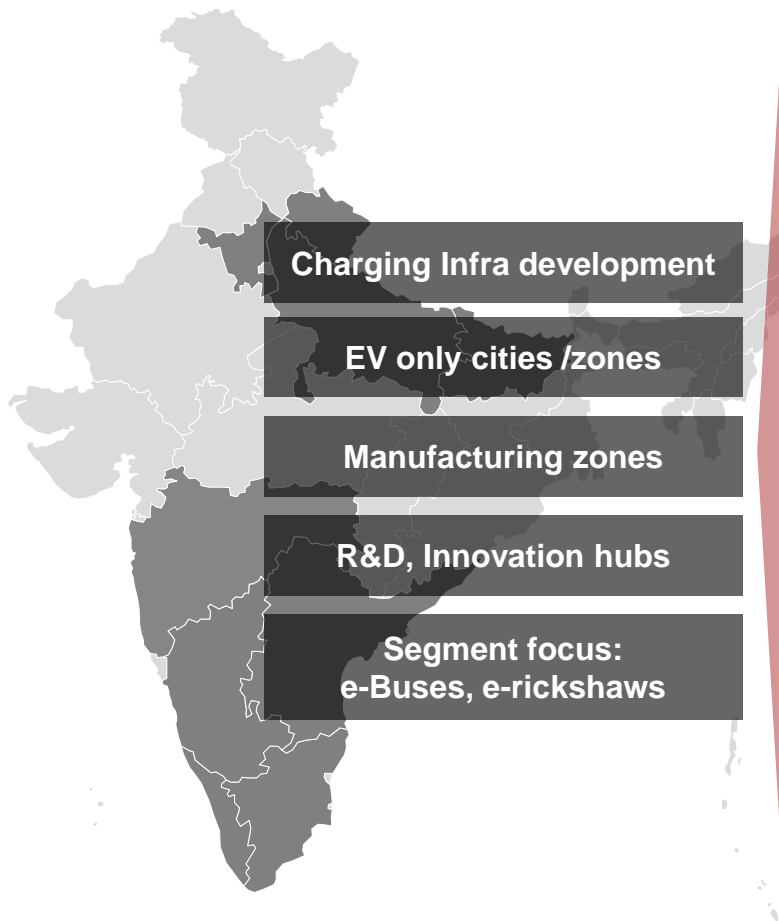 Charging Infra development
EV only cities /zones
Manufacturing zones
R&D, Innovation hubs
Segment focus:
e-Buses, e-rickshaws